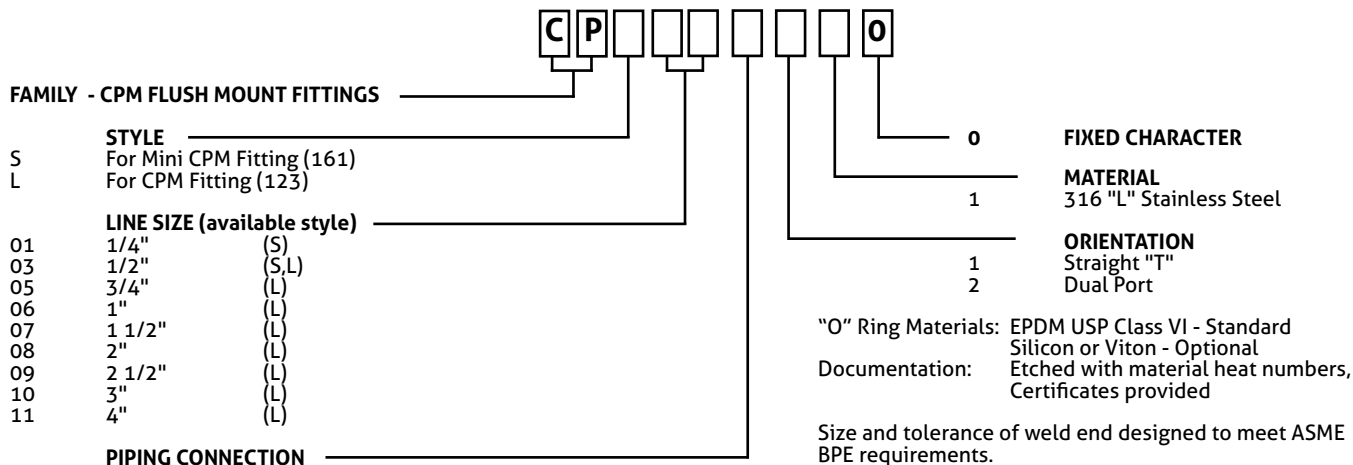 C P 0
FAMILY - CPM FLUSH MOUNT FITTINGS
STYLE
S For Mini CPM Fitting (161)
L For CPM Fitting (123)
LINE SIZE (available style)
01 1/4" (S)
03 1/2" (S,L)
05 3/4" (L)
06 1" (L)
07 1 1/2" (L)
08 2" (L)
09 2 1/2" (L)
10 3" (L)
11 4" (L)
PIPING CONNECTION
0 FIXED CHARACTER
MATERIAL
1 316 "L" Stainless Steel
ORIENTATION
1 Straight "T"
2 Dual Port
“O” Ring Materials: EPDM USP Class VI - Standard
Silicon or Viton - Optional
Documentation: Etched with material heat numbers,
Certificates provided
Size and tolerance of weld end designed to meet ASME
BPE requirements.